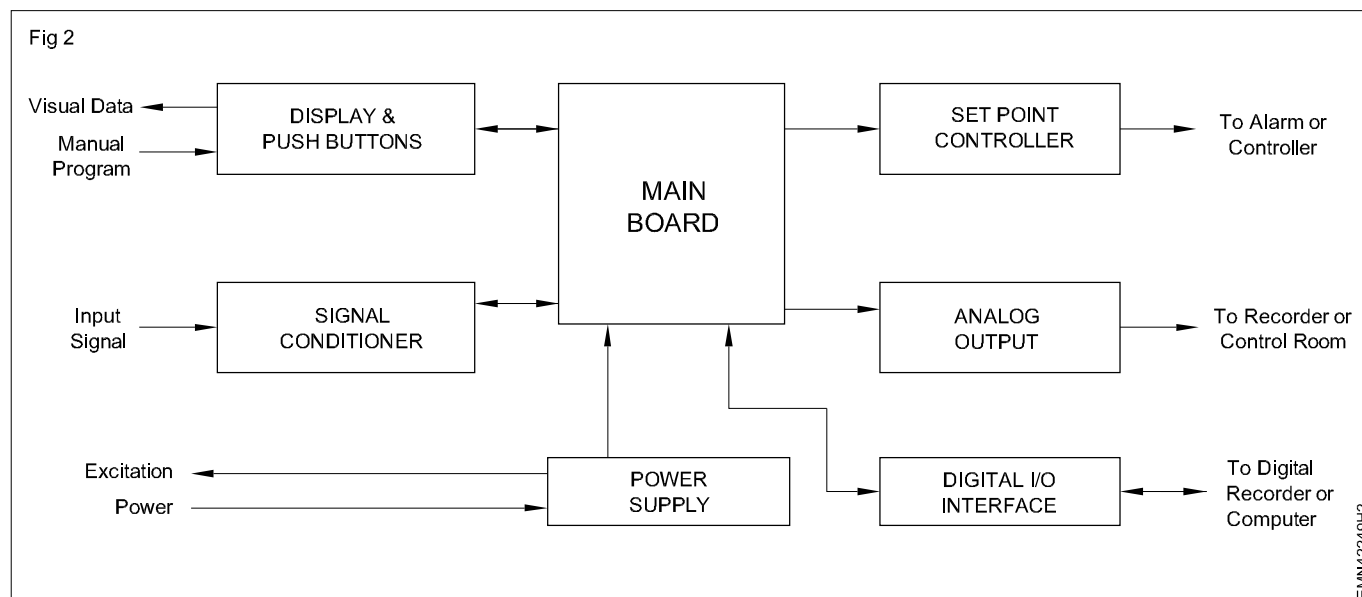 Fig 2
Visual Data
Manual
Program
DISPLAY &
PUSH BUTTONS
MAIN
BOARD
SET POINT
CONTROLLER
To Alarm or
Controller
Input
Signal
SIGNAL
CONDITIONER
ANALOG
OUTPUT
To Recorder or
Control Room
Excitation
Power
POWER
SUPPLY
DIGITAL I/O
INTERFACE
To Digital
Recorder or
Computer